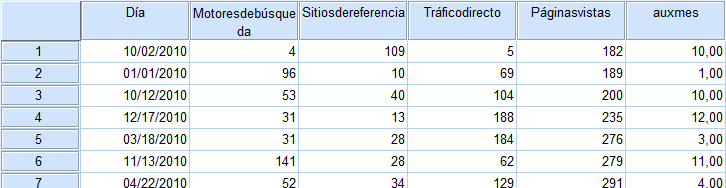 Día Motoresdebúsque Sitiosdereferencia Tráficodirecto Páginasvistas auxmes
da
1 10/02/2010 4 109 5 182 10,00
2 01/01/2010 96 10 69 189 1,00
3 10/12/2010 53 40 104 200 10,00
4 12/17/2010 31 13 188 235 12,00
5 03/18/2010 31 28 184 276 3,00
6 11/13/2010 141 28 62 279 11,00
7 04/22/2010 52 34 129 291 4,00